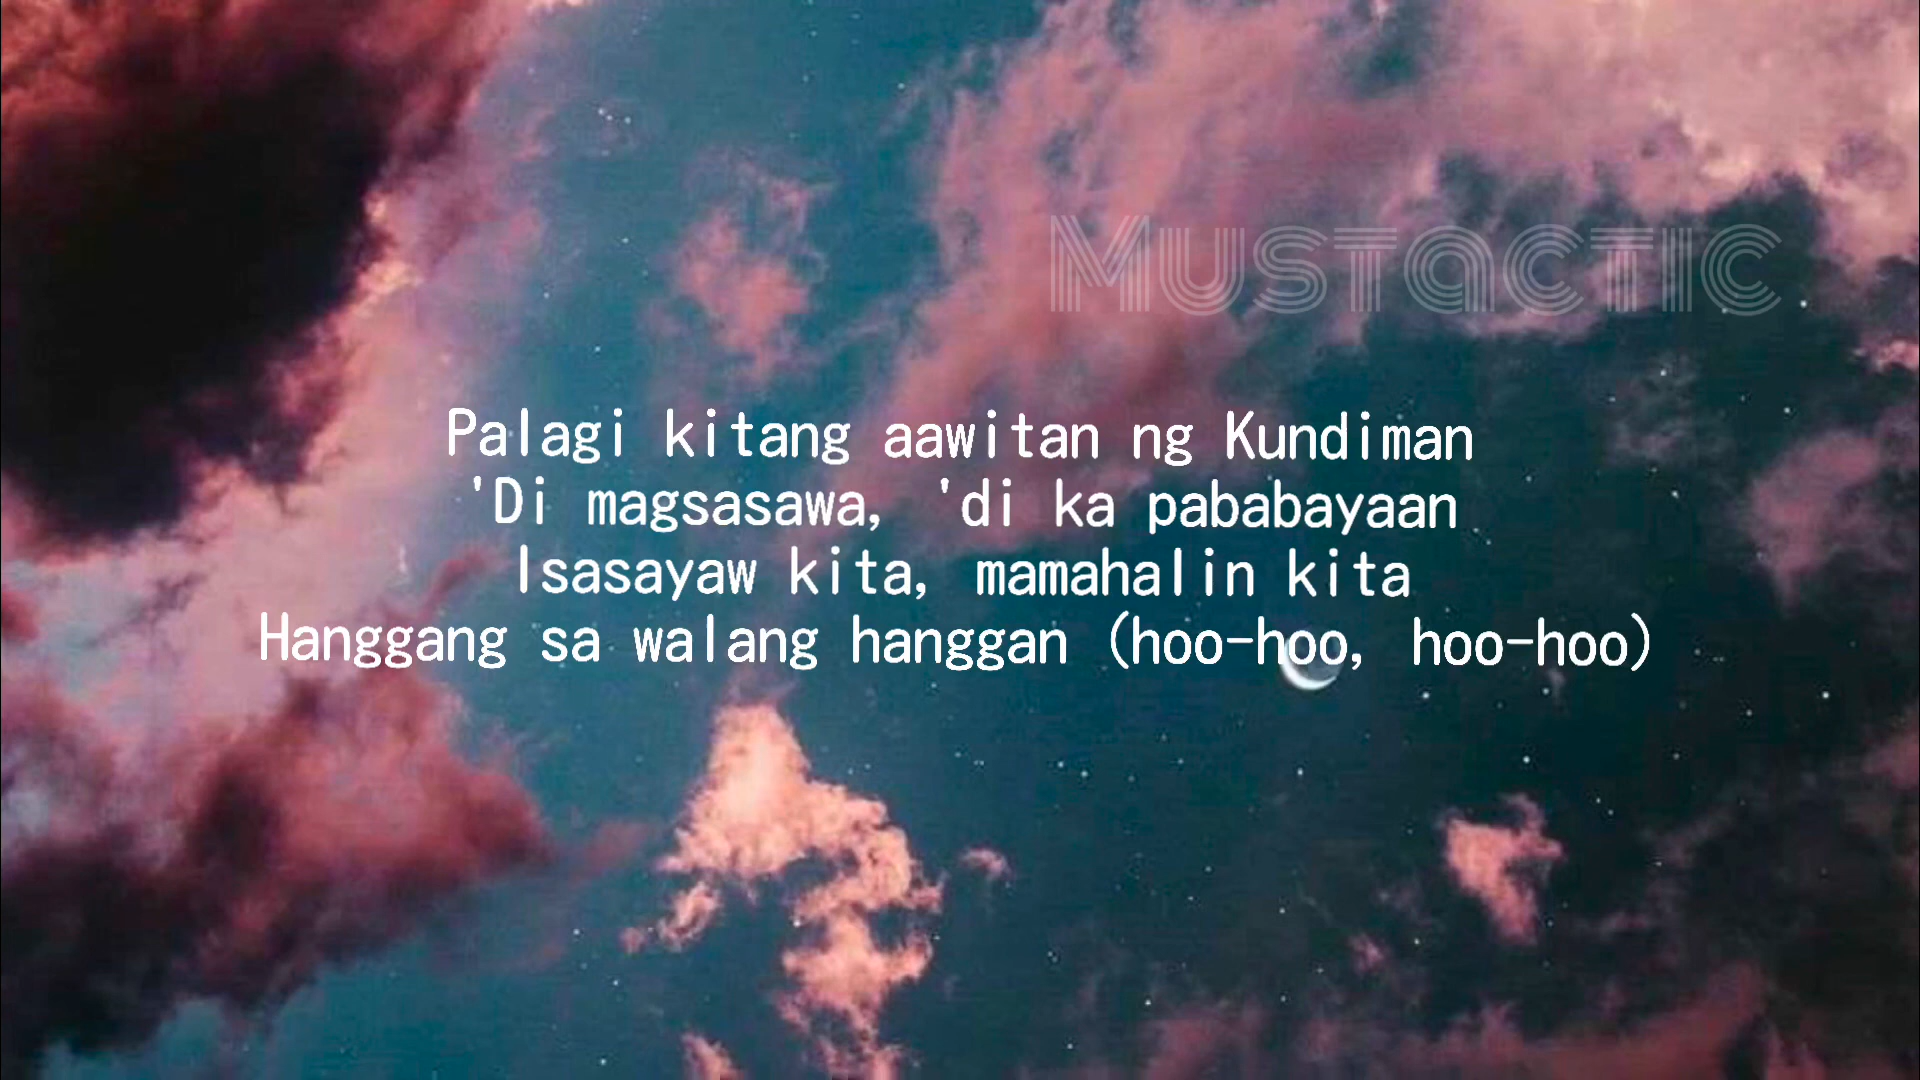 Mustactic
Palagi kitang aawitan ng Kundiman
'Di magsasawa, 'di ka pababayaan
Isasayaw kita, mamahalin kita
Hanggang sa walang hanggan (hoo-hoo, hoo-hoo)